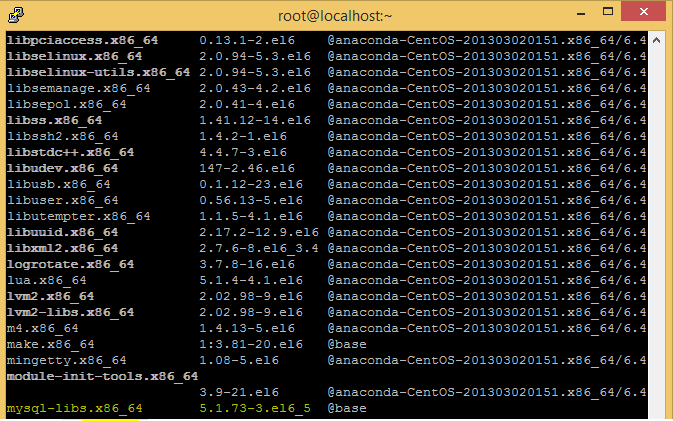 root@localhost:~
libpciaccess.x86_64 0.13.1-2.el6 @anaconda-CentOS-201303020151.x86_64/6.4
libselinux.x86_64 2.0.94-5.3.el6 @anaconda-CentOS-201303020151.x86_64/6.4
libselinux-utils.x86_64 2.0.94-5.3.el6 @anaconda-CentOS-201303020151.x86_64/6.4
libsemanage.x86_64 2.0.43-4.2.el6 @anaconda-CentOS-201303020151.x86_64/6.4
libsepol.x86_64 2.0.41-4.el6 @anaconda-CentOS-201303020151.x86_64/6.4
libss.x86_64 1.41.12-14.el6 @anaconda-CentOS-201303020151.x86_64/6.4
libssh2.x86_64 1.4.2-1.el6 @anaconda-CentOS-201303020151.x86_64/6.4
libstdc++.x86_64 4.4.7-3.el6 @anaconda-CentOS-201303020151.x86_64/6.4
libudev.x86_64 147-2.46.el6 @anaconda-CentOS-201303020151.x86_64/6.4
libusb.x86_64 0.1.12-23.el6 @anaconda-CentOS-201303020151.x86_64/6.4
libuser.x86_64 0.56.13-5.el6 @anaconda-CentOS-201303020151.x86_64/6.4
libutempter.x86_64 1.1.5-4.1.el6 @anaconda-CentOS-201303020151.x86_64/6.4
libuuid.x86_64 2.17.2-12.9.el6 @anaconda-CentOS-201303020151.x86_64/6.4
libxml2.x86_64 2.7.6-8.el6_3.4 @anaconda-CentOS-201303020151.x86_64/6.4
logrotate.x86_64 3.7.8-16.el6 @anaconda-CentOS-201303020151.x86_64/6.4
lua.x86_64 5.1.4-4.1.el6 @anaconda-CentOS-201303020151.x86_64/6.4
lvm2.x86_64 2.02.98-9.el6 @anaconda-CentOS-201303020151.x86_64/6.4
lvm2-libs.x86_64 2.02.98-9.el6 @anaconda-CentOS-201303020151.x86_64/6.4
m4.x86_64 1.4.13-5.el6 @anaconda-CentOS-201303020151.x86_64/6.4
make.x86_64 1:3.81-20.el6 @base
mingetty.x86_64 1.08-5.el6 @anaconda-CentOS-201303020151.x86_64/6.4
module-init-tools.x86_64
3.9-21.el6 @anaconda-CentOS-201303020151.x86_64/6.4
mysql-libs.x86_64 5.1.73-3.el6_5 @base